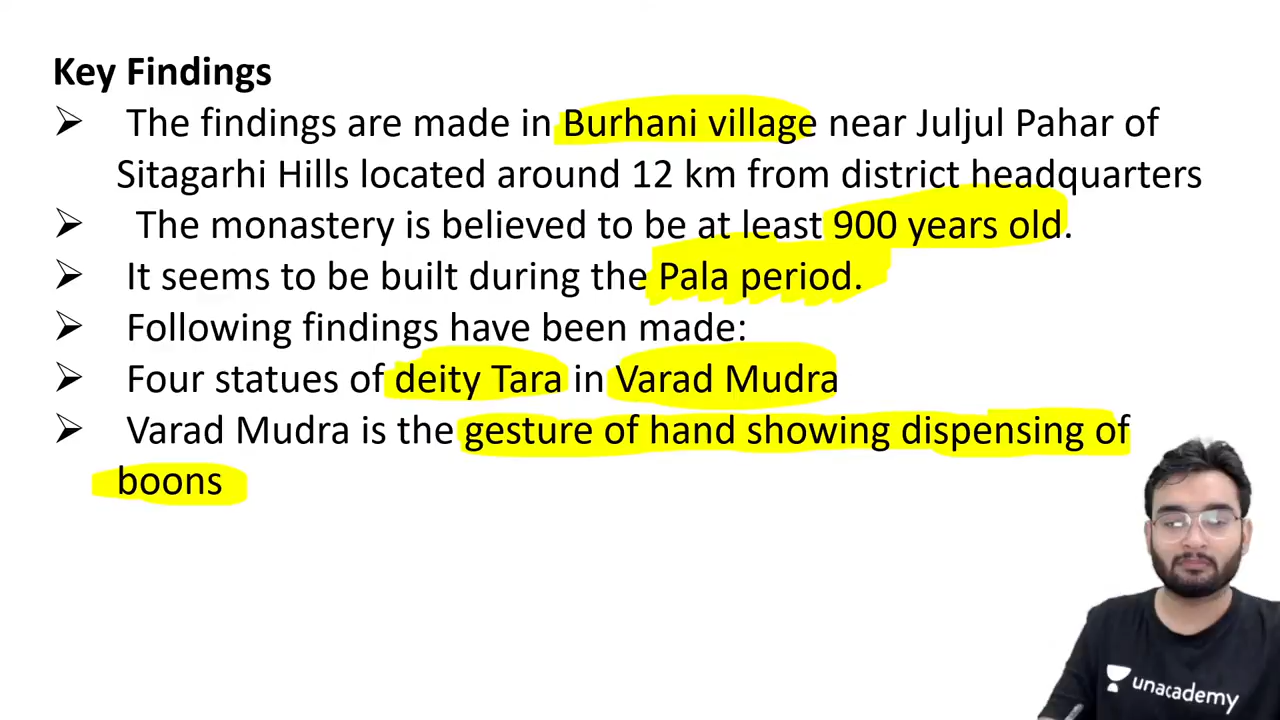 Key Findings
➢ The findings are made in Burhani village near Juljul Pahar of
Sitagarhi Hills located around 12 km from district headquarters
➢ The monastery is believed to be at least 900 years old.
➢ It seems to be built during the Pala period.
➢ Following findings have been made:
➢ Four statues of deity Tara in Varad Mudra
➢ Varad Mudra is the gesture of hand showing dispensing of
boons
unacademy